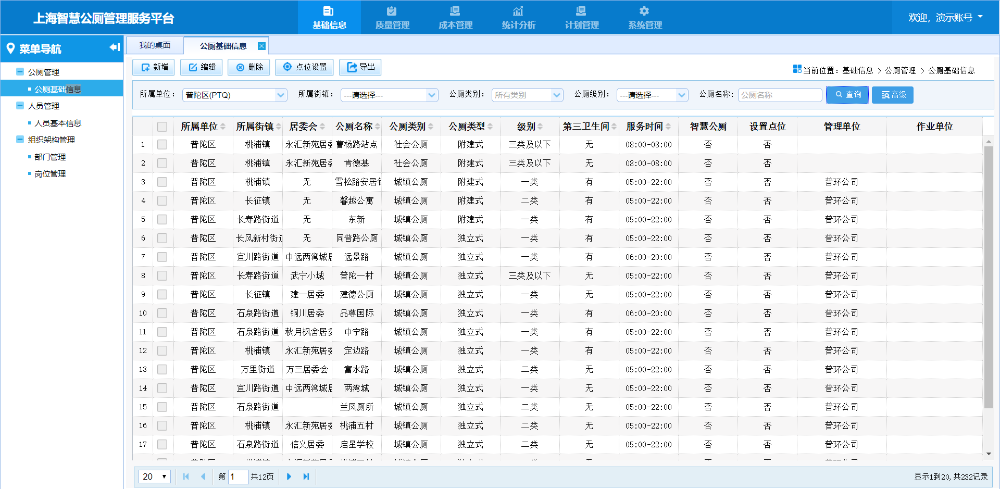 上海智慧公厕管理服务平台
基础信息 质量管理 成本管理 统计分析 计划管理 系统管理
欢迎，演示账号
菜单导航
公厕管理
公厕基础信息
人员管理
人员基本信息
组织架构管理
部门管理
岗位管理
我的桌面 公厕基础信息
新增 编辑 删除 点位设置 导出
当前位置：基础信息 > 公厕管理 > 公厕基础信息
所属单位： 普陀区(PTQ) 所属街镇： ---请选择--- 公厕类别： 所有类别 公厕级别： ---请选择--- 公厕名称： 公厕名称 查询 高级
所属单位 所属街镇 居委会 公厕名称 公厕类别 公厕类型 级别 第三卫生间 服务时间 智慧公厕 设置点位 管理单位 作业单位
1 普陀区 桃浦镇 永汇新苑居委 曹杨路站点 社会公厕 附建式 三类及以下 无 08:00-08:00 否 否
2 普陀区 桃浦镇 永汇新苑居委 肯德基 社会公厕 附建式 三类及以下 无 08:00-08:00 否 否
3 普陀区 桃浦镇 无 雪松路安居 城镇公厕 附建式 一类 有 05:00-22:00 否 否 普环公司
4 普陀区 长征镇 无 馨越公寓 城镇公厕 附建式 二类 有 05:00-22:00 否 否 普环公司
5 普陀区 长寿路街道 无 东新 城镇公厕 附建式 一类 有 05:00-22:00 否 否 普环公司
6 普陀区 长风新村街道 无 同普路公厕 城镇公厕 独立式 一类 有 05:00-22:00 否 否 普环公司
7 普陀区 宜川路街道 中远两湾城居 远景路 城镇公厕 独立式 一类 有 06:00-20:00 否 否 普环公司
8 普陀区 长寿路街道 武宁小城 普陀一村 城镇公厕 独立式 三类及以下 无 05:00-22:00 否 否 普环公司
9 普陀区 长征镇 建一居委 建德公厕 城镇公厕 独立式 一类 无 05:00-22:00 否 否 普环公司
10 普陀区 石泉路街道 铜川居委 品尊国际 城镇公厕 独立式 一类 有 06:00-20:00 否 否 普环公司
11 普陀区 石泉路街道 秋月枫舍居委 中宁路 城镇公厕 独立式 一类 有 05:00-22:00 否 否 普环公司
12 普陀区 桃浦镇 永汇新苑居委 定边路 城镇公厕 独立式 一类 有 05:00-22:00 否 否 普环公司
13 普陀区 万里街道 万三居委会 富水路 城镇公厕 独立式 二类 无 05:00-22:00 否 否 普环公司
14 普陀区 宜川路街道 中远两湾城居 两湾城 城镇公厕 独立式 一类 无 05:00-22:00 否 否 普环公司
15 普陀区 石泉路街道 兰凤厕所 城镇公厕 独立式 二类 无 05:00-22:00 否 否 普环公司
16 普陀区 桃浦镇 永汇新苑居委 桃浦五村 城镇公厕 独立式 二类 无 05:00-22:00 否 否 普环公司
17 普陀区 石泉路街道 信义居委 启星学校 城镇公厕 独立式 二类 无 05:00-22:00 否 否 普环公司
20 第 1 共12页 显示1到20,共232记录